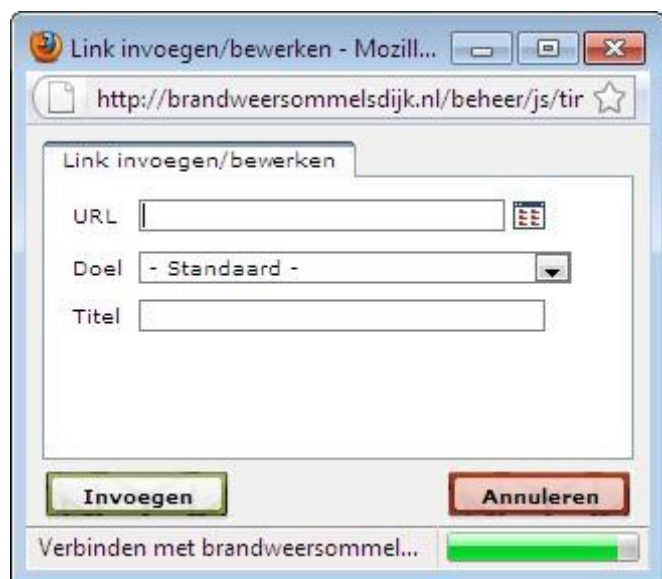 Link invoegen/bewerken - Mozill...
http://brandweersommelsdijk.nl/beheer/js/tir
Link invoegen/bewerken
URL
Doel - Standaard -
Titel
Invoegen Annuleren
Verbinden met brandweersommel...